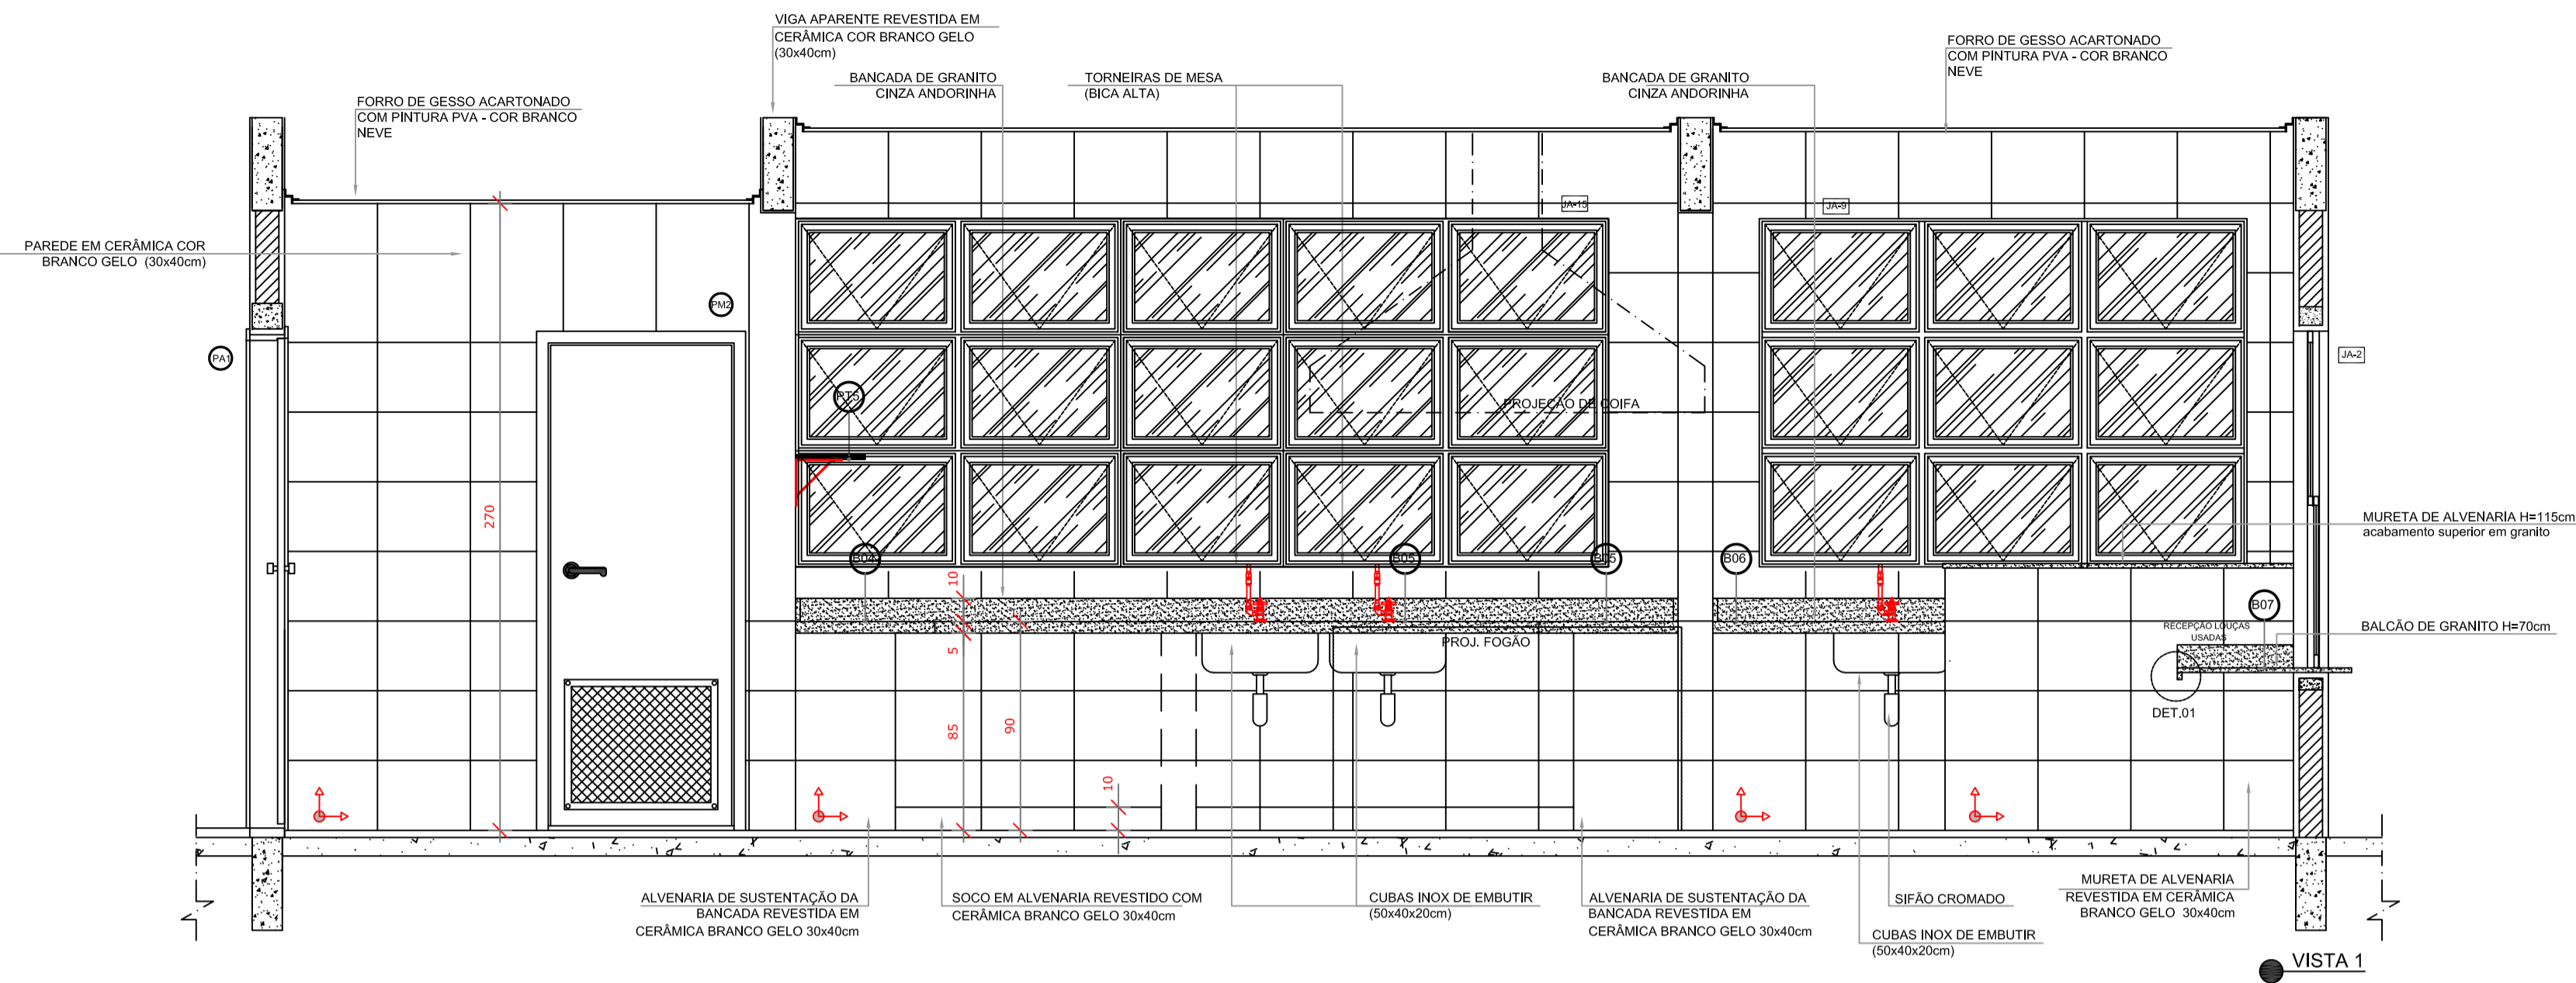 VIGA APARENTE REVESTIDA EM
CERÂMICA COR BRANCO GELO
(30x40cm)
FORRO DE GESSO ACARTONADO
COM PINTURA PVA - COR BRANCO
NEVE
BANCADA DE GRANITO
CINZA ANDORINHA
TORNEIRAS DE MESA
(BICA ALTA)
BANCADA DE GRANITO
CINZA ANDORINHA
FORRO DE GESSO ACARTONADO
COM PINTURA PVA - COR BRANCO
NEVE
PAREDE EM CERÂMICA COR
BRANCO GELO (30x40cm)
JA-15
JA-9
PM2
PA1
JA-2
PT5
PROJEÇÃO DE COIFA
270
MURETA DE ALVENARIA H=115cm
acabamento superior em granito
B04
B05
B05
B06
10
B07
RECEPÇÃO LOUÇAS
USADAS
BALCÃO DE GRANITO H=70cm
PROJ. FOGÃO
5
85
90
DET.01
10
ALVENARIA DE SUSTENTAÇÃO DA
BANCADA REVESTIDA EM
CERÂMICA BRANCO GELO 30x40cm
SOCO EM ALVENARIA REVESTIDO COM
CERÂMICA BRANCO GELO 30x40cm
CUBAS INOX DE EMBUTIR
(50x40x20cm)
ALVENARIA DE SUSTENTAÇÃO DA
BANCADA REVESTIDA EM
CERÂMICA BRANCO GELO 30x40cm
SIFÃO CROMADO
CUBAS INOX DE EMBUTIR
(50x40x20cm)
MURETA DE ALVENARIA
REVESTIDA EM CERÂMICA
BRANCO GELO 30x40cm
VISTA 1